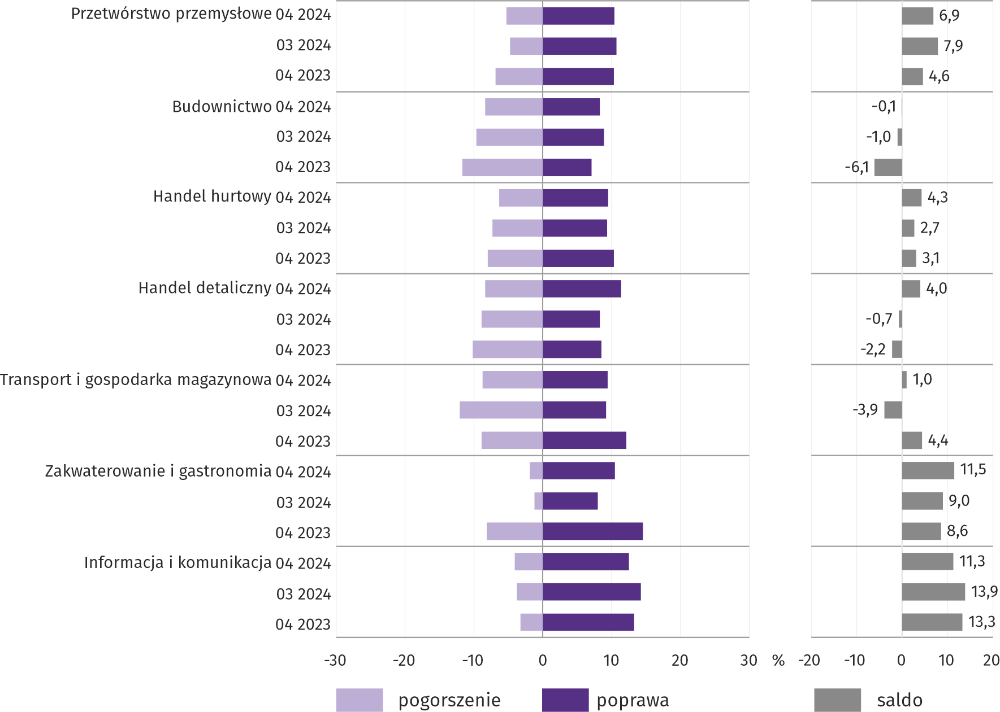 Przetwórstwo przemysłowe 04 2024 6,9
03 2024 7,9
04 2023 4,6
Budownictwo 04 2024 -0,1
03 2024 -1,0
04 2023 -6,1
Handel hurtowy 04 2024 4,3
03 2024 2,7
04 2023 3,1
Handel detaliczny 04 2024 4,0
03 2024 -0,7
04 2023 -2,2
Transport i gospodarka magazynowa 04 2024 1,0
03 2024 -3,9
04 2023 4,4
Zakwaterowanie i gastronomia 04 2024 11,5
03 2024 9,0
04 2023 8,6
Informacja i komunikacja 04 2024 11,3
03 2024 13,9
04 2023 13,3
-30 -20 -10 0 10 20 30 % -20 -10 0 10 20
pogorszenie poprawa saldo